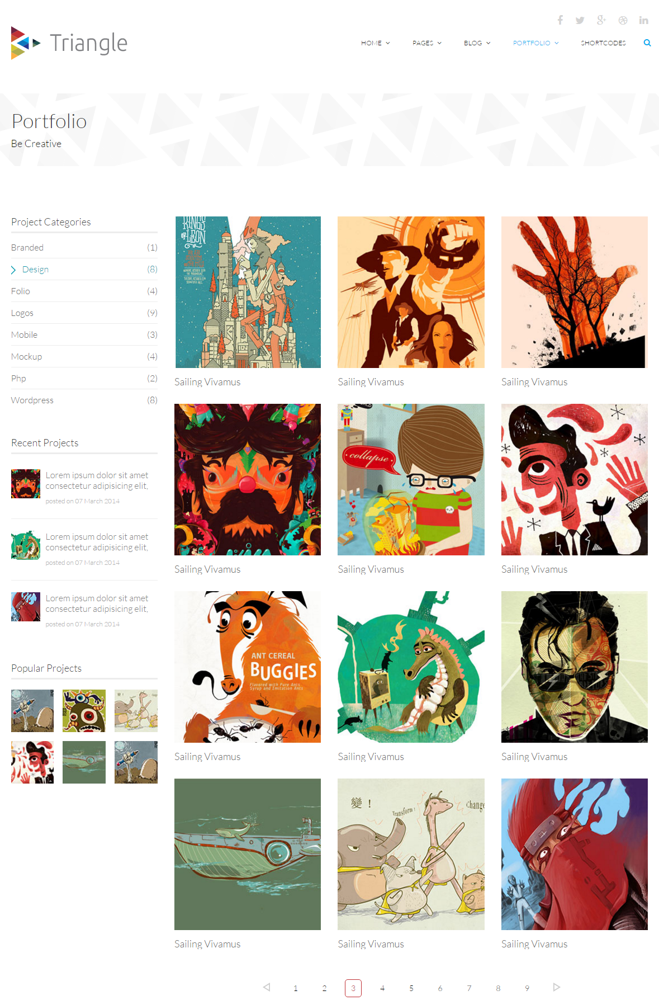 Triangle
HOME
PAGES
BLOG
PORTFOLIO
SHORTCODES
Portfolio
Be Creative
Project Categories
Branded (1)
Design (8)
Folio (4)
Logos (9)
Mobile (3)
Mockup (4)
Php (2)
Wordpress (8)
Recent Projects
Lorem ipsum dolor sit amet
consectetur adipisicing elit,
posted on 07 March 2014
Lorem ipsum dolor sit amet
consectetur adipisicing elit,
posted on 07 March 2014
Lorem ipsum dolor sit amet
consectetur adipisicing elit,
posted on 07 March 2014
Popular Projects
KINGS
OF LEON
Sailing Vivamus
Sailing Vivamus
Sailing Vivamus
collapse
Sailing Vivamus
Sailing Vivamus
Sailing Vivamus
ANT CEREAL
BUGGIES
Flavored with Pure Ants
Syrup and Imitation Ants
Sailing Vivamus
Sailing Vivamus
Sailing Vivamus
變!
Transform!
Change
Sailing Vivamus
Sailing Vivamus
Sailing Vivamus
1 2 3 4 5 6 7 8 9